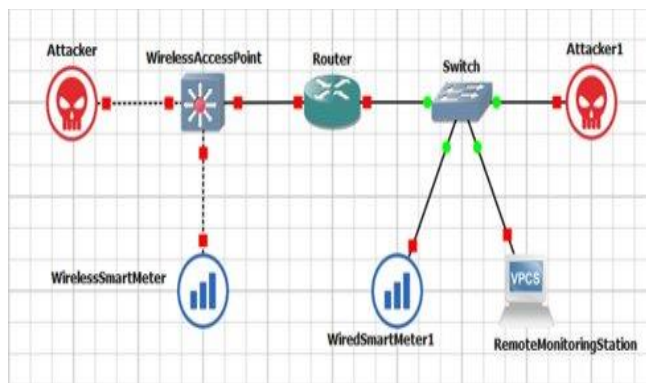 Attacker
WirelessAccessPoint
Router
Switch
Attacker1
WirelessSmartMeter
WiredSmartMeter1
VPCS
RemoteMonitoringStation